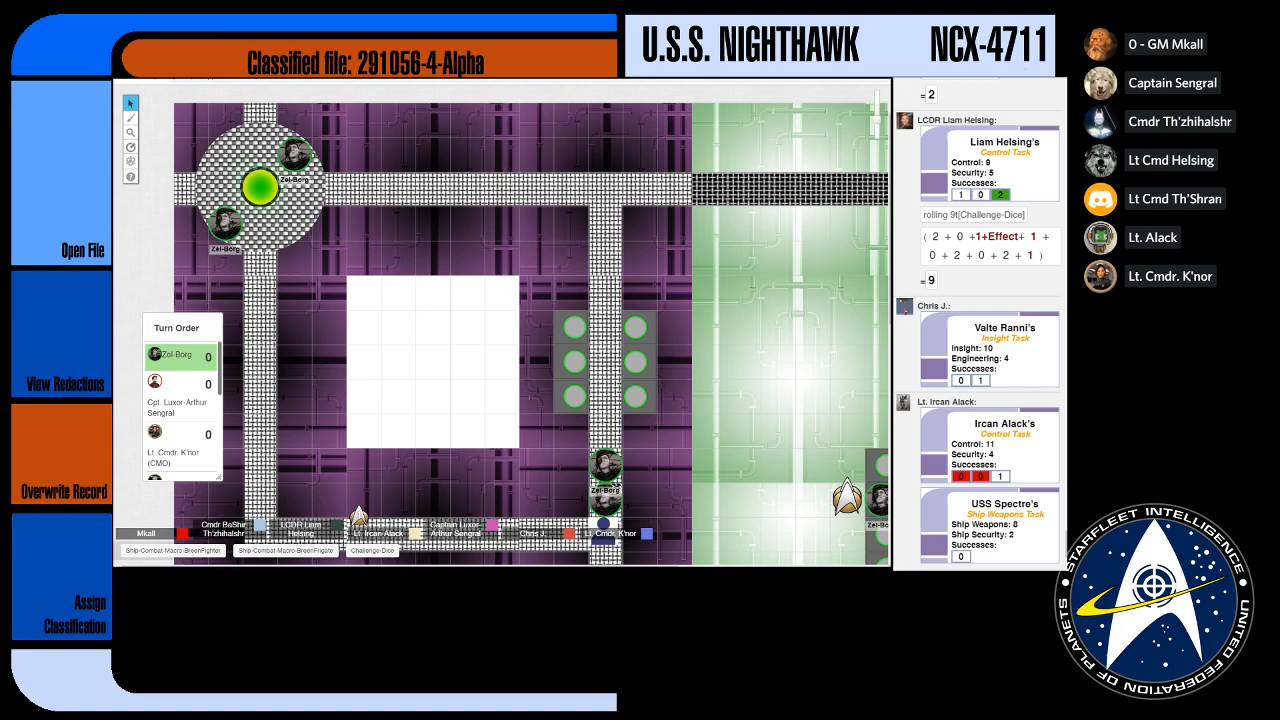 Classified file: 291056-4-Alpha
U.S.S. NIGHTHAWK
NCX-4711
Open File
View Redactions
Overwrite Record
Assign
Classification
Zel-Borg
Zel-Borg
Turn Order
Zel-Borg 0
0
Cpt. Luxor-Arthur
Sengral
0
Lt. Cmdr. K'nor
(CMO)
Zel-Borg
Zel-Bo
Mkall
Cmdr BaShir
Th'zhihalshr
LCDR Liam
Helsing
Lt. Ircan Alack
Captain Luxor-
Arthur Sengral
Chris J.
Lt. Cmdr. K'nor
Ship-Combat-Macro-BreenFighter
Ship-Combat-Macro-BreenFrigate
Challenge-Dice
=2
LCDR Liam Helsing:
Liam Helsing's
Control Task
Control: 9
Security: 5
Successes:
1 0 2
rolling 9t[Challenge-Dice]
( 2 + 0 +1+Effect+ 1 +
0 + 2 + 0 + 2 + 1 )
=9
Chris J.:
Valte Ranni's
Insight Task
Insight: 10
Engineering: 4
Successes:
0 1
Lt. Ircan Alack:
Ircan Alack's
Control Task
Control: 11
Security: 4
Successes:
0 0 1
USS Spectre's
Ship Weapons Task
Ship Weapons: 8
Ship Security: 2
Successes:
0
0 - GM Mkall
Captain Sengral
Cmdr Th'zhihalshr
Lt Cmd Helsing
Lt Cmd Th'Shran
Lt. Alack
Lt. Cmdr. K'nor
STARFLEET INTELLIGENCE
UNITED FEDERATION OF PLANETS